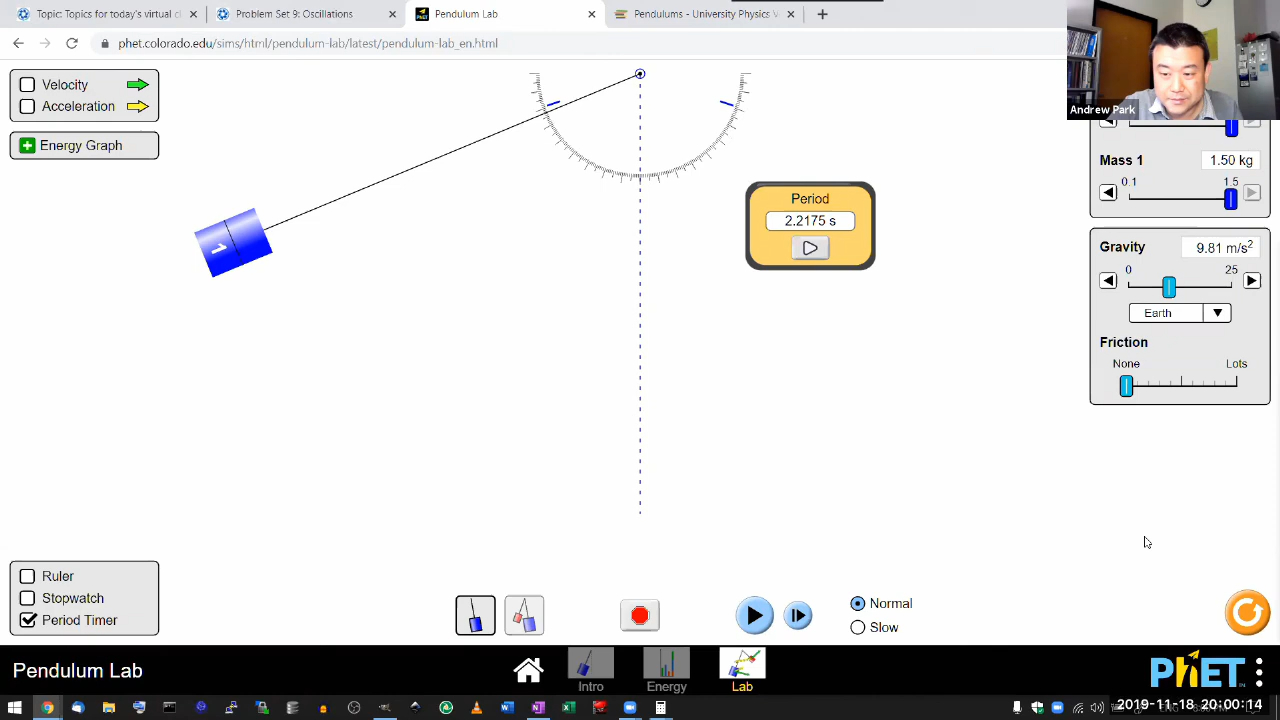 Topic Topics for today's virtual cl
Problem Set 9: Oscillations
Pendulum Lab
Pendulums - University Physics V
phet.colorado.edu/sims/html/pendulum-lab/latest/pendulum-lab_en.html
Andrew Park
Velocity
Acceleration
Energy Graph
Period
2.2175 s
1
Mass 1
1.50 kg
0.1
1.5
Gravity
9.81 m/s²
0
25
Earth
Friction
None
Lots
Ruler
Stopwatch
Period Timer
Normal
Slow
Pendulum Lab
Intro
Energy
Lab
PhET
2019-11-18 20:00:14